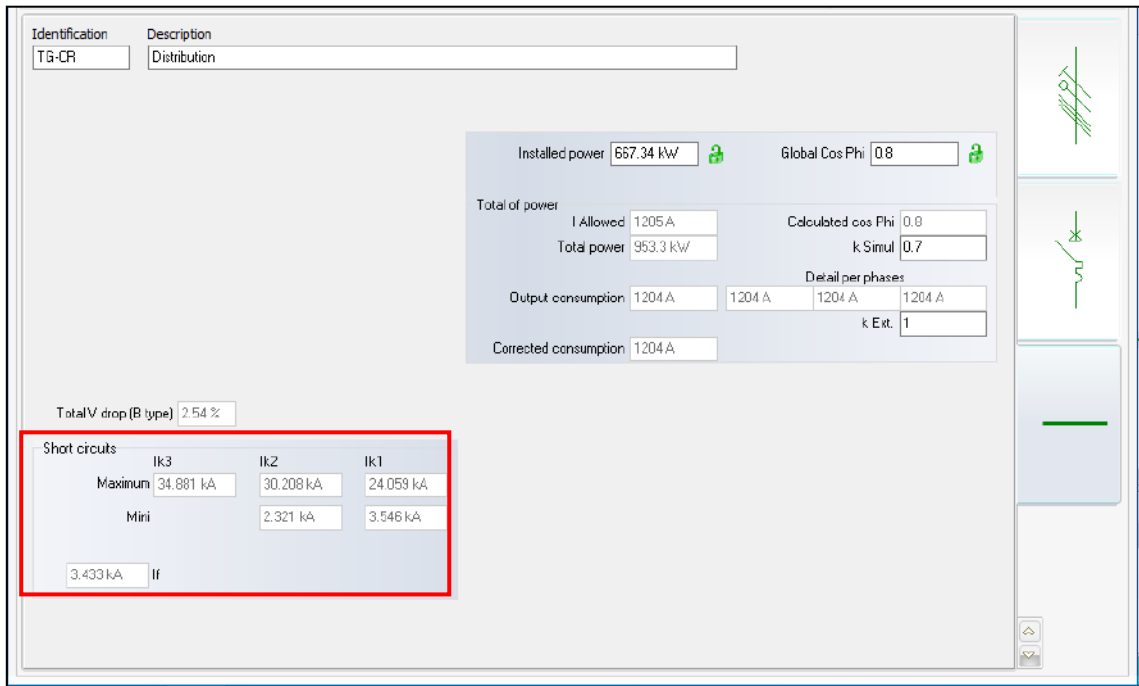 Identification Description
TG-CR Distribution
Installed power 667.34 kW Global Cos Phi 0.8
Total of power
I Allowed 1205 A Calculated cos Phi 0.8
Total power 953.3 kW k Simul 0.7
Detail per phases
Output consumption 1204 A 1204 A 1204 A 1204 A
k Ext. 1
Corrected consumption 1204 A
Total V drop (B type) 2.54 %
Short circuits
Ik3 Ik2 Ik1
Maximum 34.881 kA 30.208 kA 24.059 kA
Mini 2.321 kA 3.546 kA
3.433 kA If